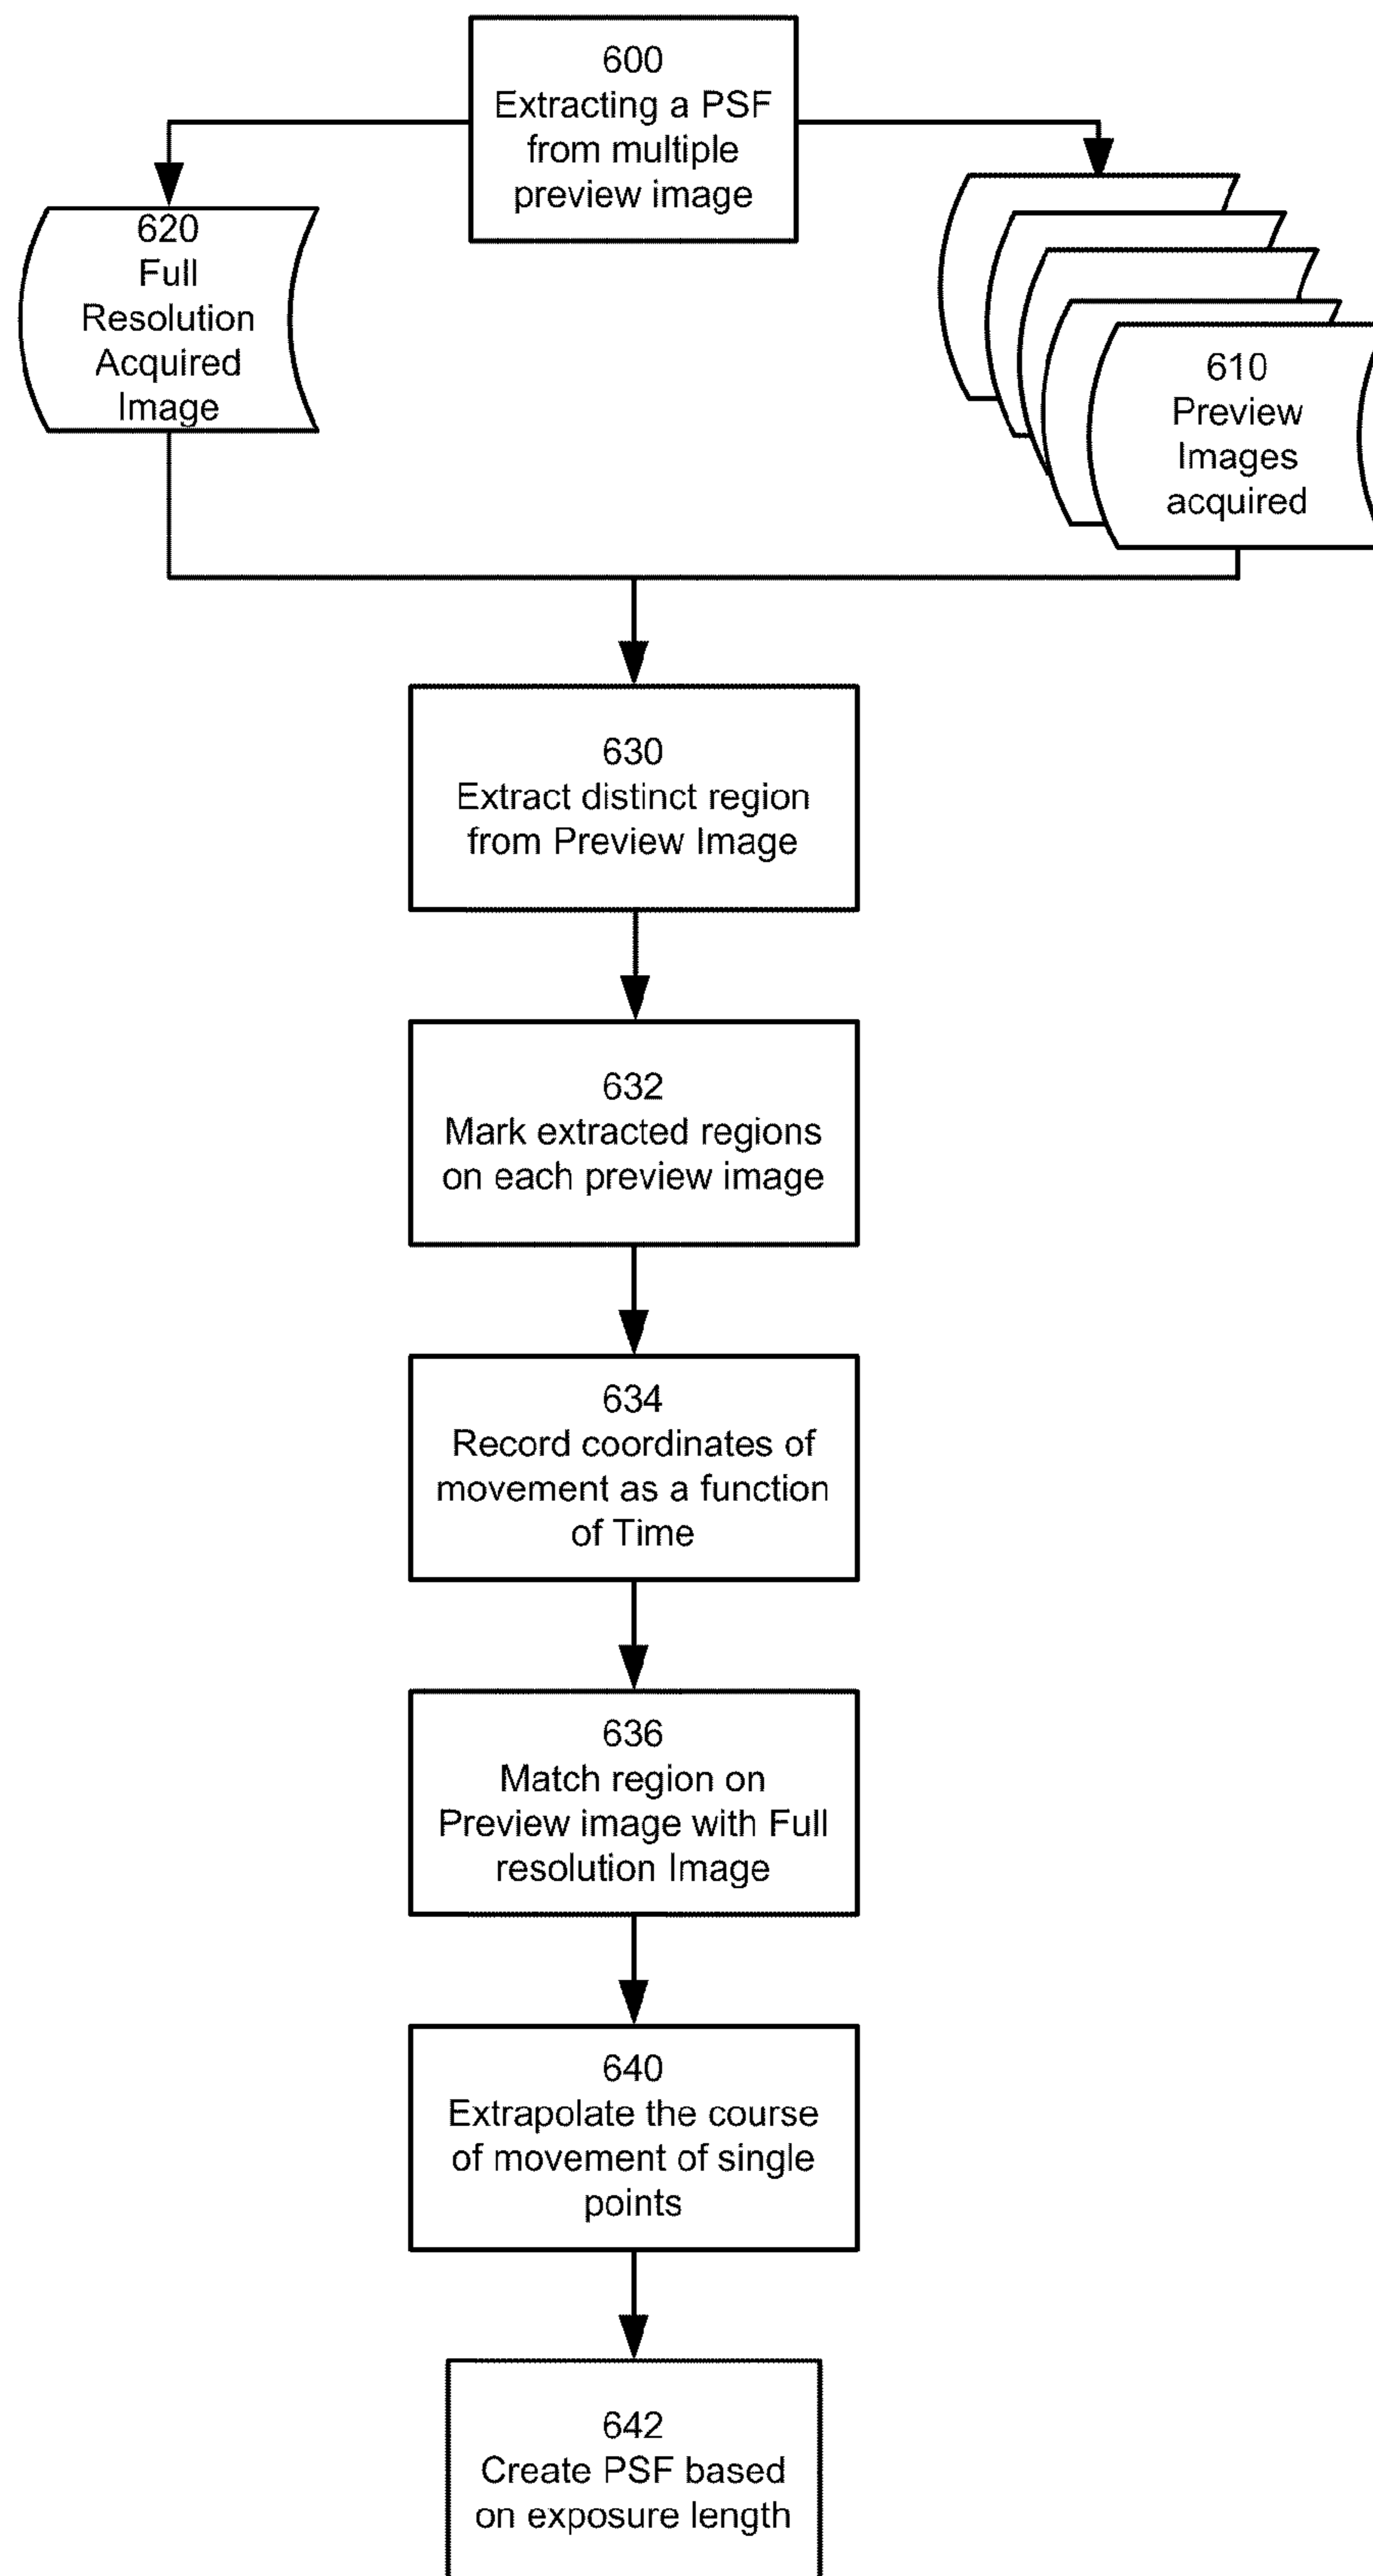 600
Extracting a PSF
from multiple
preview image
620
Full
Resolution
Acquired
Image
610
Preview
Images
acquired
630
Extract distinct region
from Preview Image
632
Mark extracted regions
on each preview image
634
Record coordinates of
movement as a function
of Time
636
Match region on
Preview image with Full
resolution Image
640
Extrapolate the course
of movement of single
points
642
Create PSF based
on exposure length